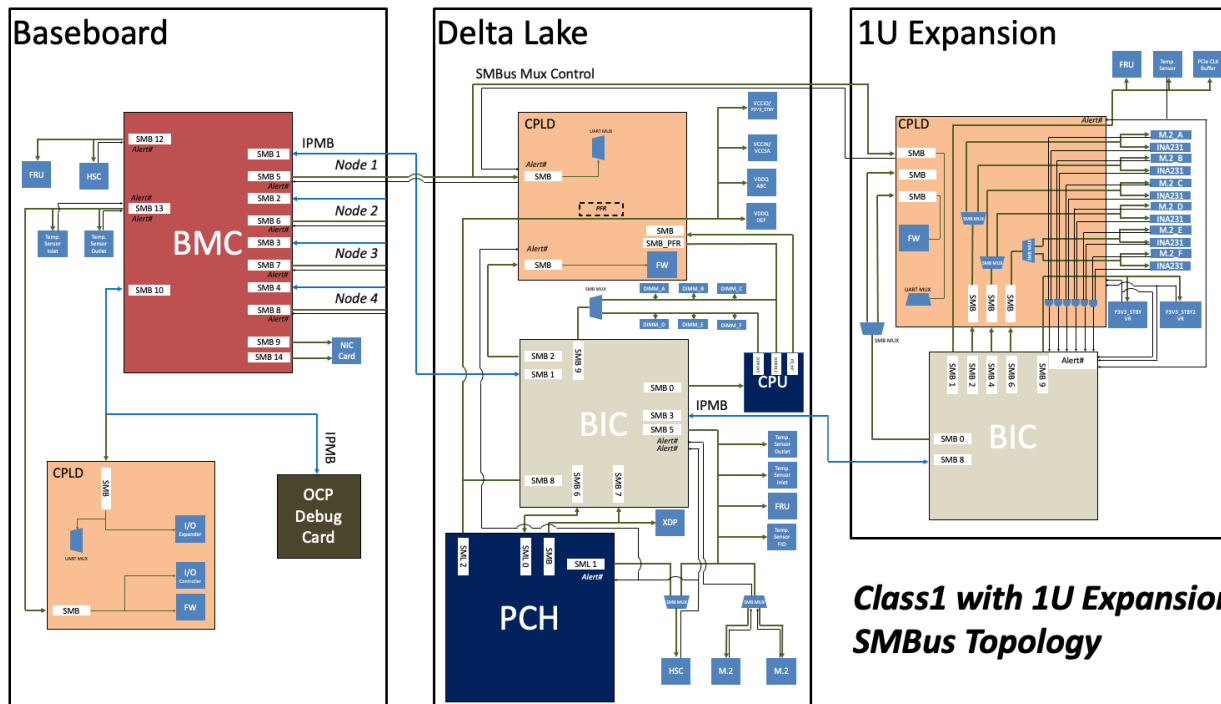 Baseboard
BMC
SMB 12
Alert#
FRU
HSC
Alert#
SMB 13
Alert#
Temp.
Sensor
Inlet
Temp.
Sensor
Outlet
SMB 10
SMB 1
SMB 5
Alert#
SMB 2
SMB 6
Alert#
SMB 3
SMB 7
Alert#
SMB 4
SMB 8
Alert#
SMB 9
SMB 14
IPMB
Node 1
Node 2
Node 3
Node 4
NIC
Card
CPLD
SMB
UART MUX
I/O
Expander
I/O
Controller
SMB
FW
IPMB
OCP
Debug
Card
Delta Lake
SMBus Mux Control
CPLD
UART MUX
Alert#
SMB
PFR
Alert#
SMB
SMB
SMB_PFR
FW
VCCIO/
P3V3_STBY
VCCIN/
VCCSA
VDDQ
ABC
VDDQ
DEF
SMB MUX
DIMM_A
DIMM_B
DIMM_C
DIMM_D
DIMM_E
DIMM_F
BIC
SMB 2
SMB 1
SMB 9
SMB 0
SMB 3
SMB 5
Alert#
Alert#
SMB 8
SMB 6
SMB 7
CPU
IPMB
Temp.
Sensor
Outlet
Temp.
Sensor
Inlet
FRU
Temp.
Sensor
FIO
XDP
PCH
SML 2
SML 0
SMB
SML 1
Alert#
SMB MUX
SMB MUX
HSC
M.2
M.2
1U Expansion
FRU
Temp.
Sensor
PCIe CLK
Buffer
CPLD
Alert#
SMB
SMB
SMB
FW
UART MUX
SMB MUX
SMB MUX
SMB MUX
SMB
SMB
SMB
M.2_A
INA231
M.2_B
INA231
M.2_C
INA231
M.2_D
INA231
M.2_E
INA231
M.2_F
INA231
P3V3_STBY
VR
P3V3_STBY2
VR
SMB MUX
BIC
SMB 1
SMB 2
SMB 4
SMB 6
SMB 9
Alert#
SMB 0
SMB 8
Class1 with 1U Expansion
SMBus Topology